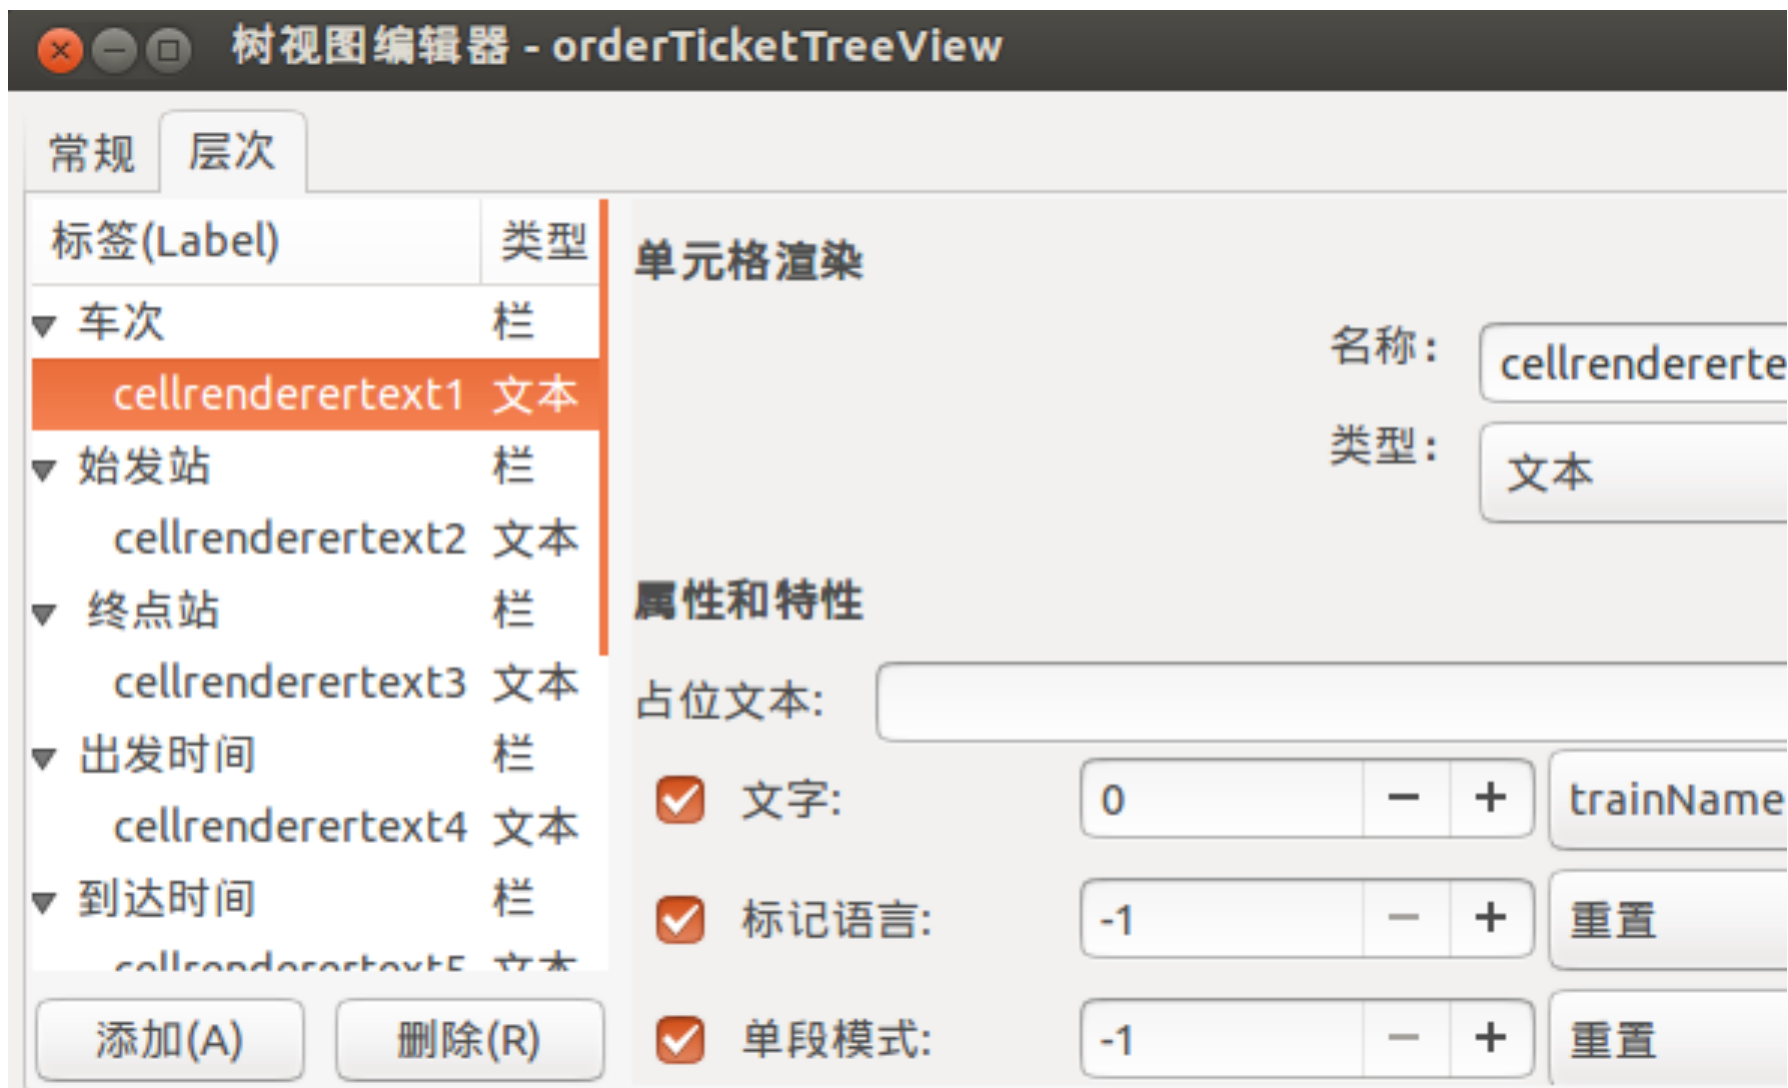 树视图编辑器 - orderTicketTreeView
常规 层次
标签(Label) 类型
车次 栏
cellrenderertext1 文本
始发站 栏
cellrenderertext2 文本
终点站 栏
cellrenderertext3 文本
出发时间 栏
cellrenderertext4 文本
到达时间 栏
cellrenderertext5 文本
添加(A) 删除(R)
单元格渲染
名称: cellrendererte
类型: 文本
属性和特性
占位文本:
文字: 0 − + trainName
标记语言: -1 − + 重置
单段模式: -1 − + 重置